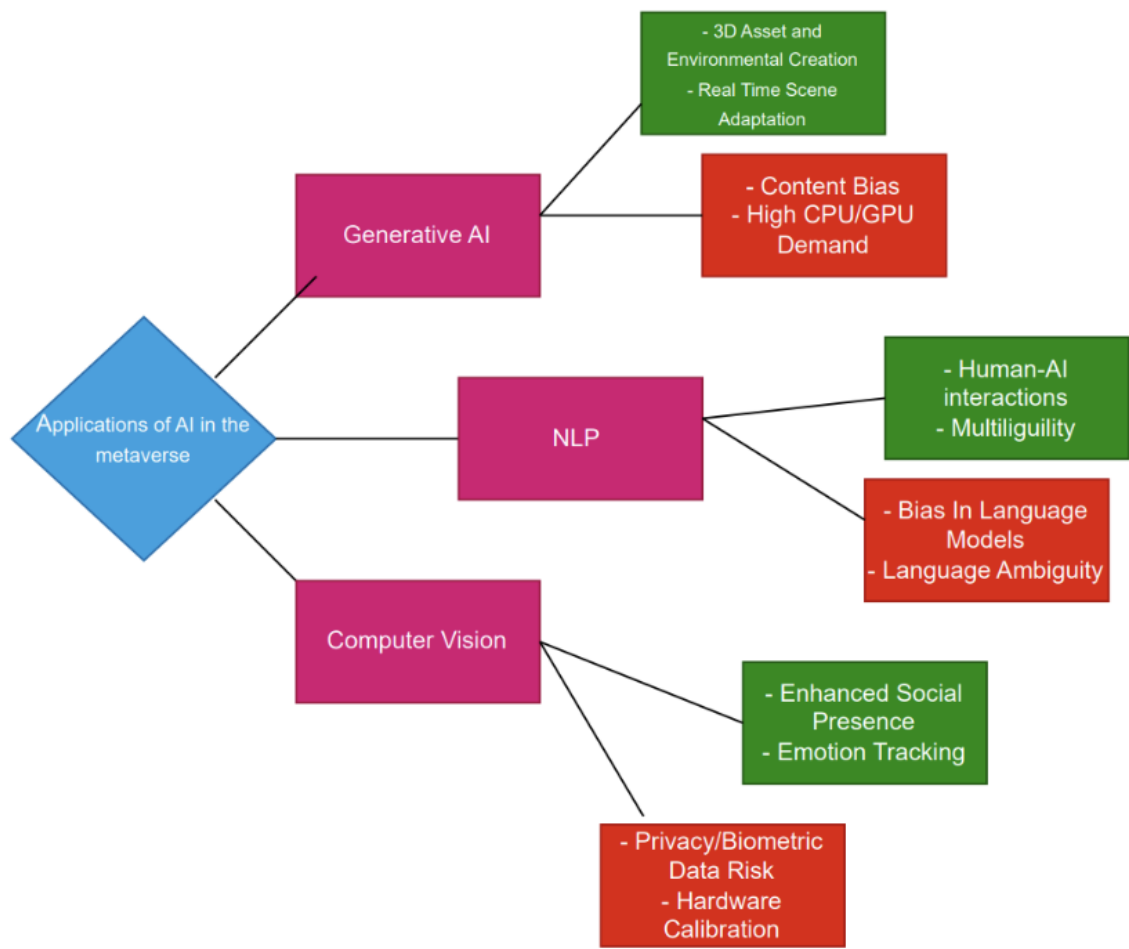 - 3D Asset and
Environmental Creation
- Real Time Scene
Adaptation
- Content Bias
- High CPU/GPU
Demand
Generative AI
Applications of AI in the
metaverse
NLP
- Human-AI
interactions
- Multiliguility
- Bias In Language
Models
- Language Ambiguity
Computer Vision
- Enhanced Social
Presence
- Emotion Tracking
- Privacy/Biometric
Data Risk
- Hardware
Calibration